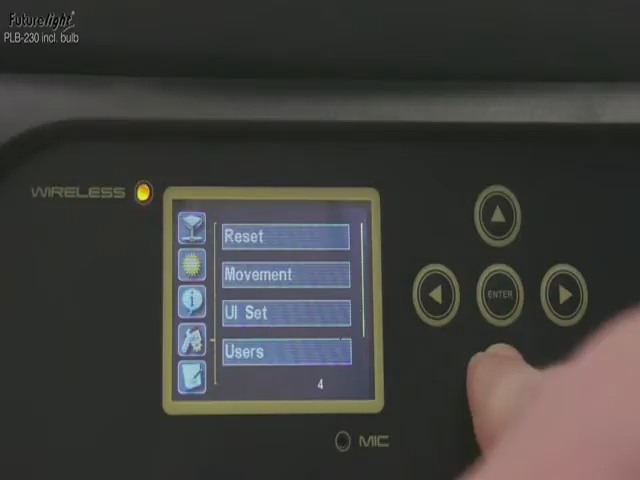 Futurelight
PLB-230 incl. bulb
WIRELESS
Reset
Movement
UI Set
Users
4
ENTER
MIC